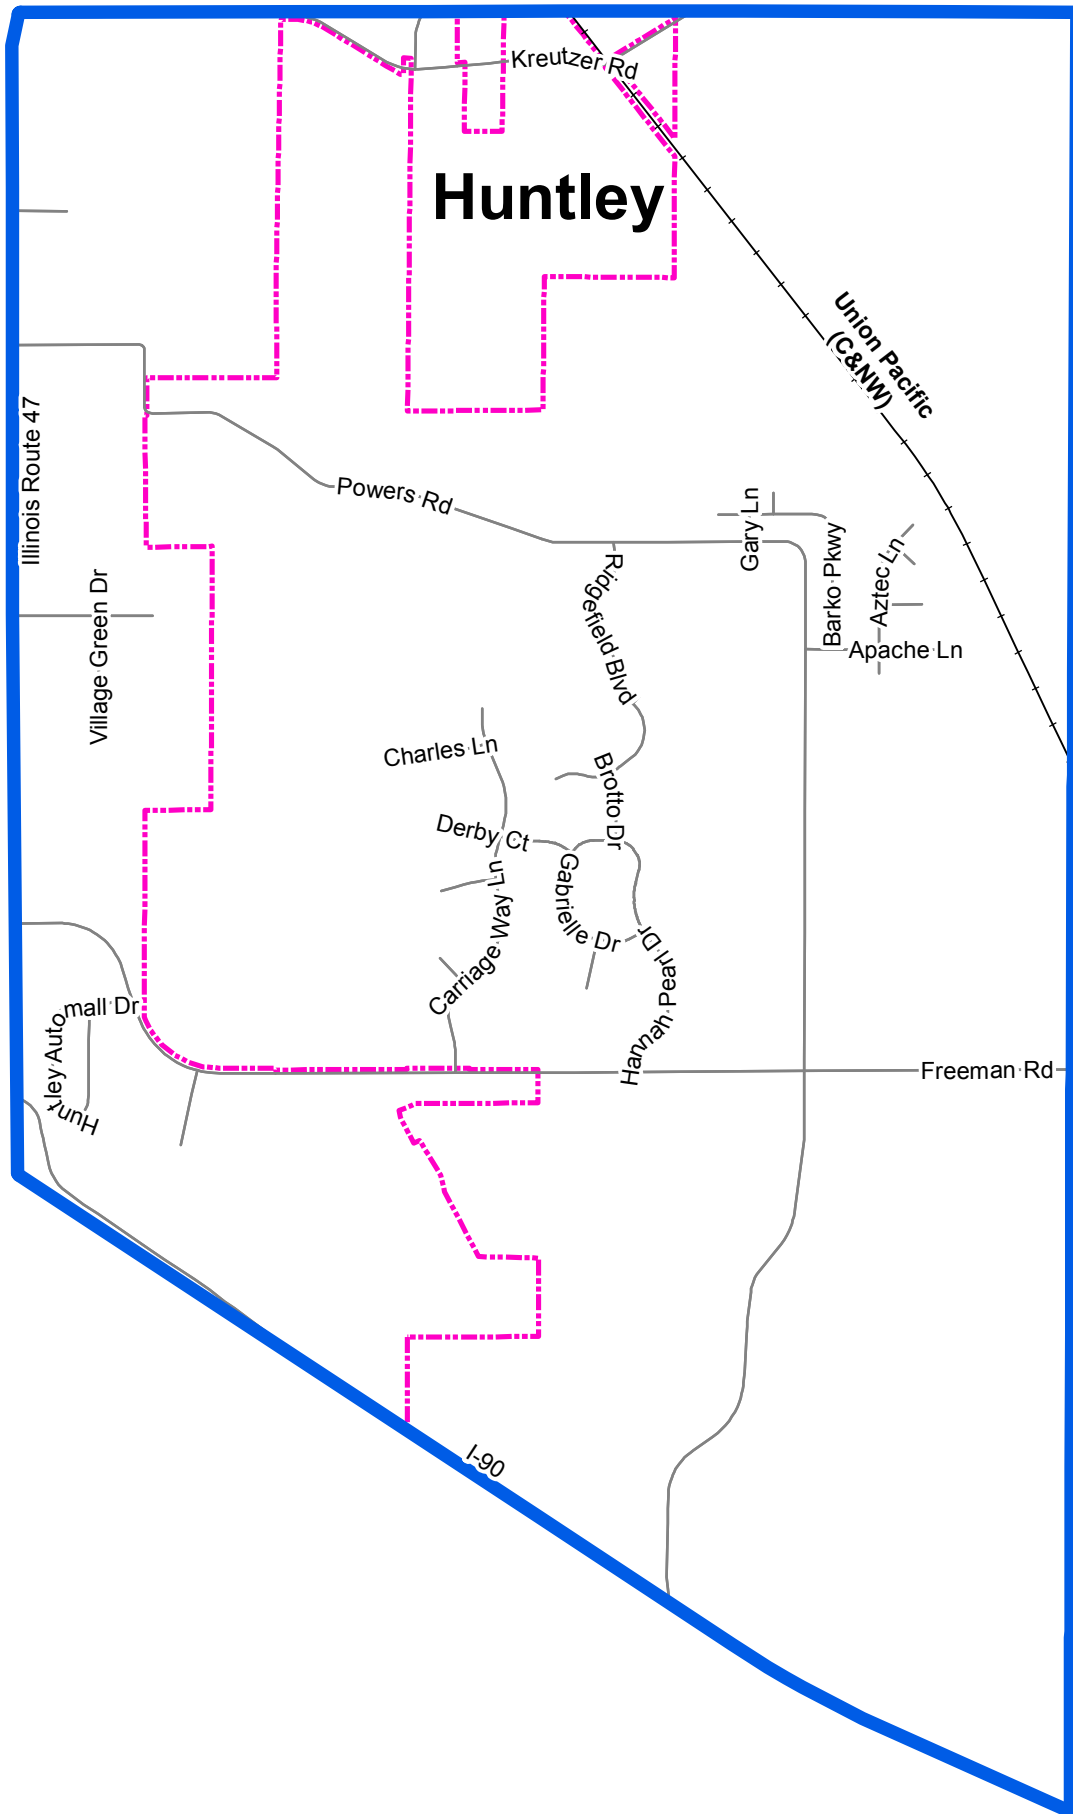 Kreutzer Rd
Huntley
Union Pacific
(C&NW)
Illinois Route 47
Powers Rd
Gary Ln
Barko Pkwy
Aztec Ln
Apache Ln
Ridgefield Blvd
Village Green Dr
Charles Ln
Brotto Dr
Derby Ct
Gabrielle Dr
Carriage Way Ln
Hannah Pearl Dr
Huntley Automall Dr
Freeman Rd
I-90